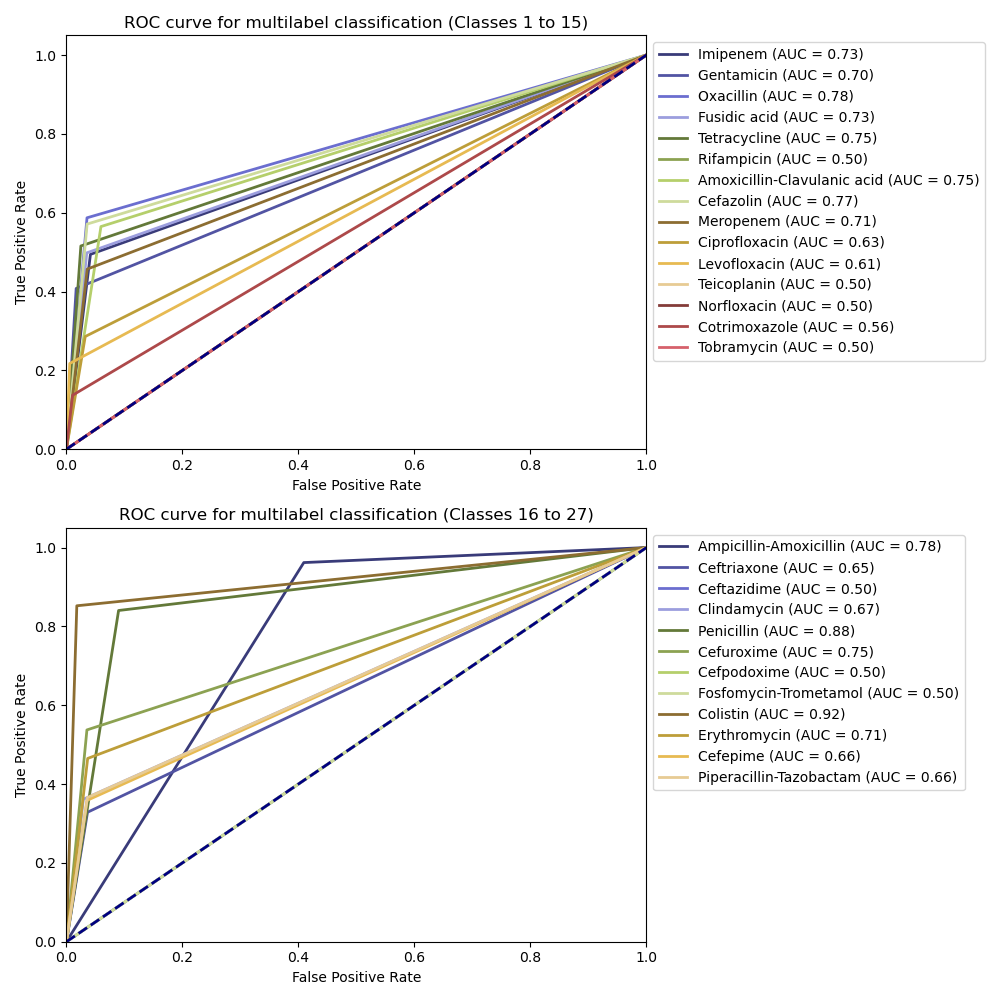 ROC curve for multilabel classification (Classes 1 to 15)
True Positive Rate
1.0
0.8
0.6
0.4
0.2
0.0
0.0 0.2 0.4 0.6 0.8 1.0
False Positive Rate
Imipenem (AUC = 0.73)
Gentamicin (AUC = 0.70)
Oxacillin (AUC = 0.78)
Fusidic acid (AUC = 0.73)
Tetracycline (AUC = 0.75)
Rifampicin (AUC = 0.50)
Amoxicillin-Clavulanic acid (AUC = 0.75)
Cefazolin (AUC = 0.77)
Meropenem (AUC = 0.71)
Ciprofloxacin (AUC = 0.63)
Levofloxacin (AUC = 0.61)
Teicoplanin (AUC = 0.50)
Norfloxacin (AUC = 0.50)
Cotrimoxazole (AUC = 0.56)
Tobramycin (AUC = 0.50)
ROC curve for multilabel classification (Classes 16 to 27)
True Positive Rate
1.0
0.8
0.6
0.4
0.2
0.0
0.0 0.2 0.4 0.6 0.8 1.0
False Positive Rate
Ampicillin-Amoxicillin (AUC = 0.78)
Ceftriaxone (AUC = 0.65)
Ceftazidime (AUC = 0.50)
Clindamycin (AUC = 0.67)
Penicillin (AUC = 0.88)
Cefuroxime (AUC = 0.75)
Cefpodoxime (AUC = 0.50)
Fosfomycin-Trometamol (AUC = 0.50)
Colistin (AUC = 0.92)
Erythromycin (AUC = 0.71)
Cefepime (AUC = 0.66)
Piperacillin-Tazobactam (AUC = 0.66)